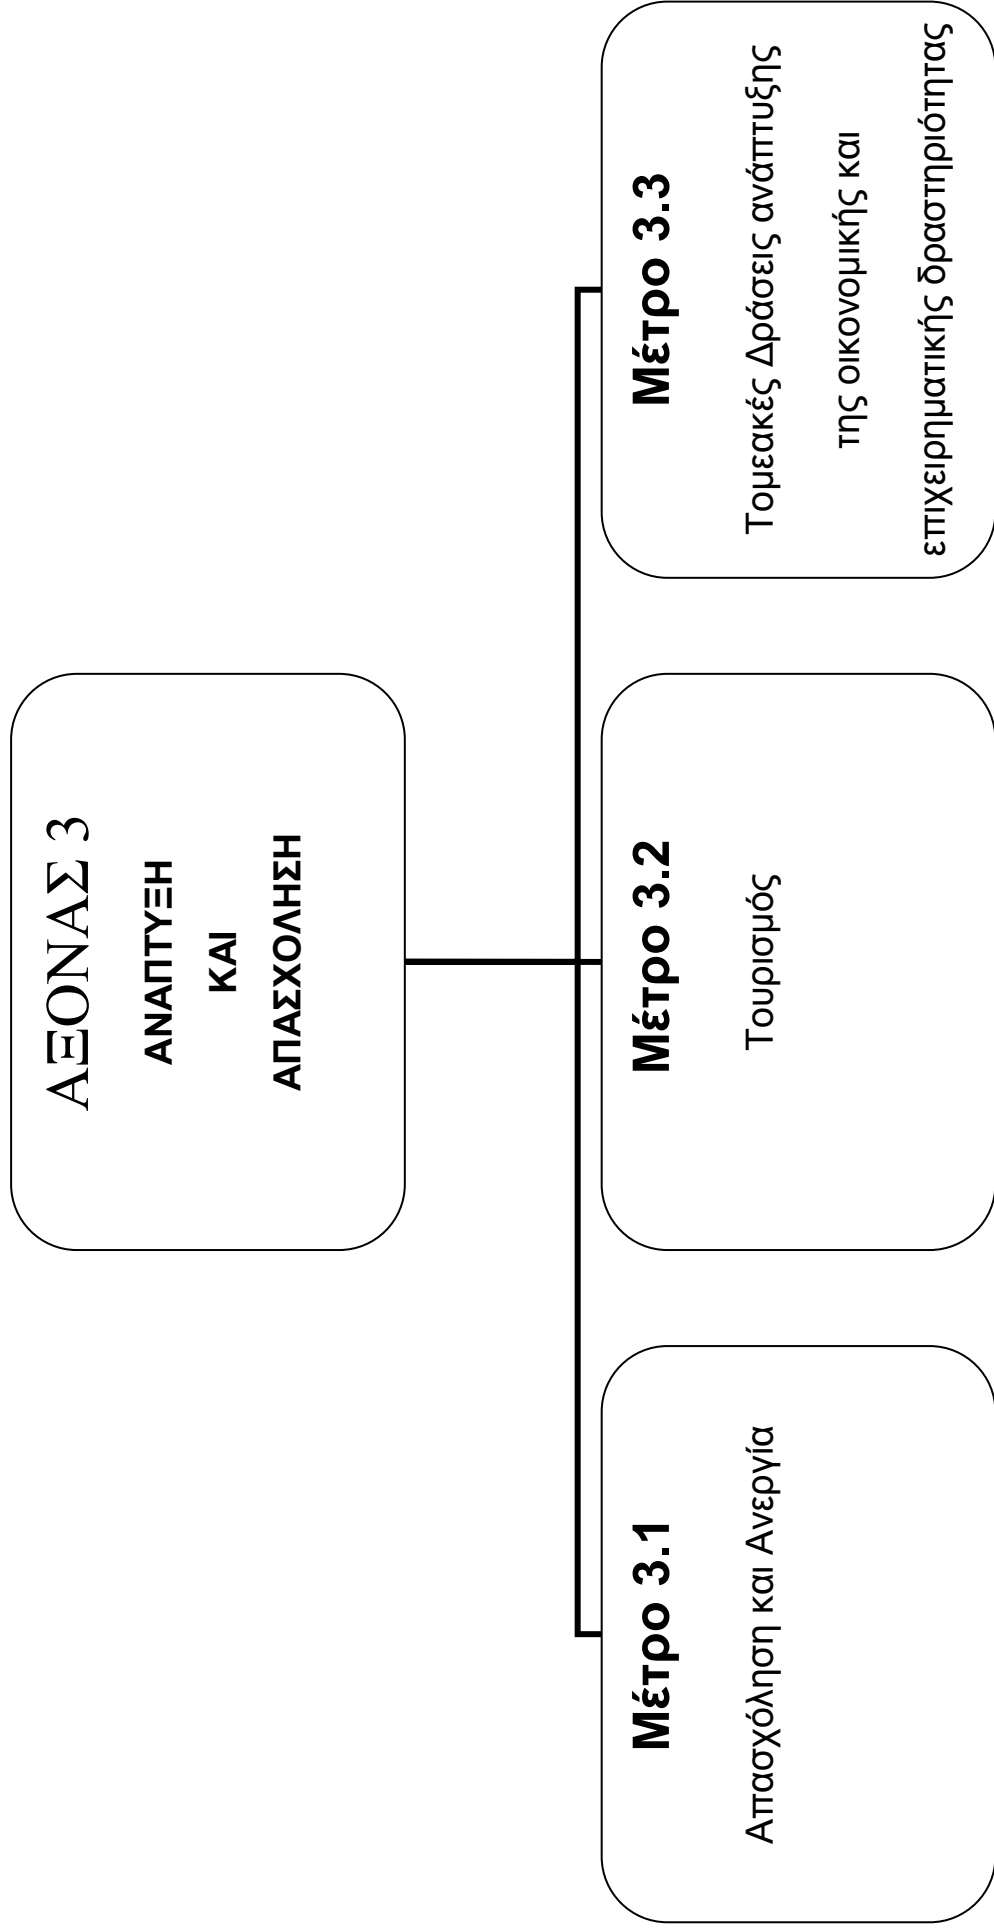 ΑΞΟΝΑΣ 3
ΑΝΑΠΤΥΞΗ
ΚΑΙ
ΑΠΑΣΧΟΛΗΣΗ
Μέτρο 3.1
Απασχόληση και Ανεργία
Μέτρο 3.2
Τουρισμός
Μέτρο 3.3
Τομεακές Δράσεις ανάπτυξης
της οικονομικής και
επιχειρηματικής δραστηριότητας